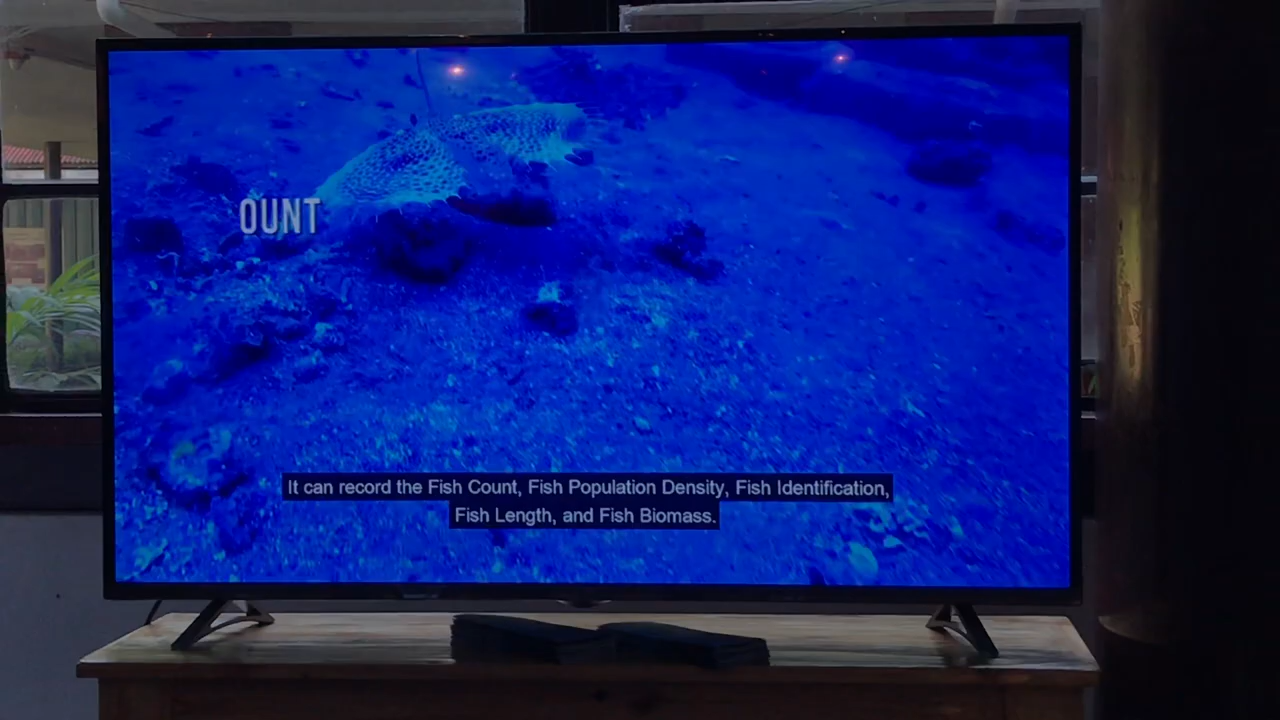 OUNT
It can record the Fish Count, Fish Population Density, Fish Identification,
Fish Length, and Fish Biomass.